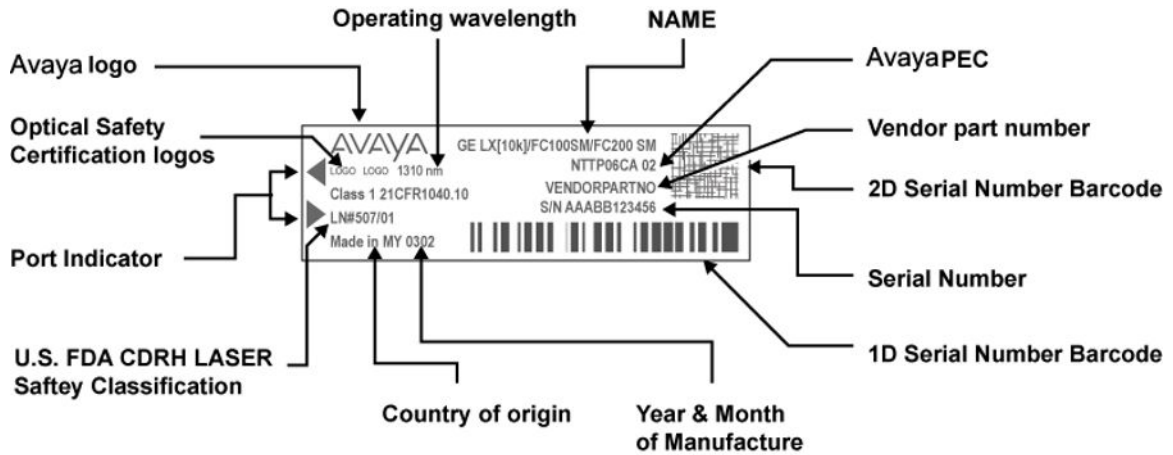 Operating wavelength
NAME
Avaya logo
AvayaPEC
Optical Safety
Certification logos
Vendor part number
2D Serial Number Barcode
Port Indicator
Serial Number
U.S. FDA CDRH LASER
Saftey Classification
1D Serial Number Barcode
Country of origin
Year & Month
of Manufacture
AVAYA
LOGO LOGO 1310 nm
Class 1 21CFR1040.10
LN#507/01
Made in MY 0302
GE LX[10k]/FC100SM/FC200 SM
NTTP06CA 02
VENDORPARTNO
S/N AAABB123456